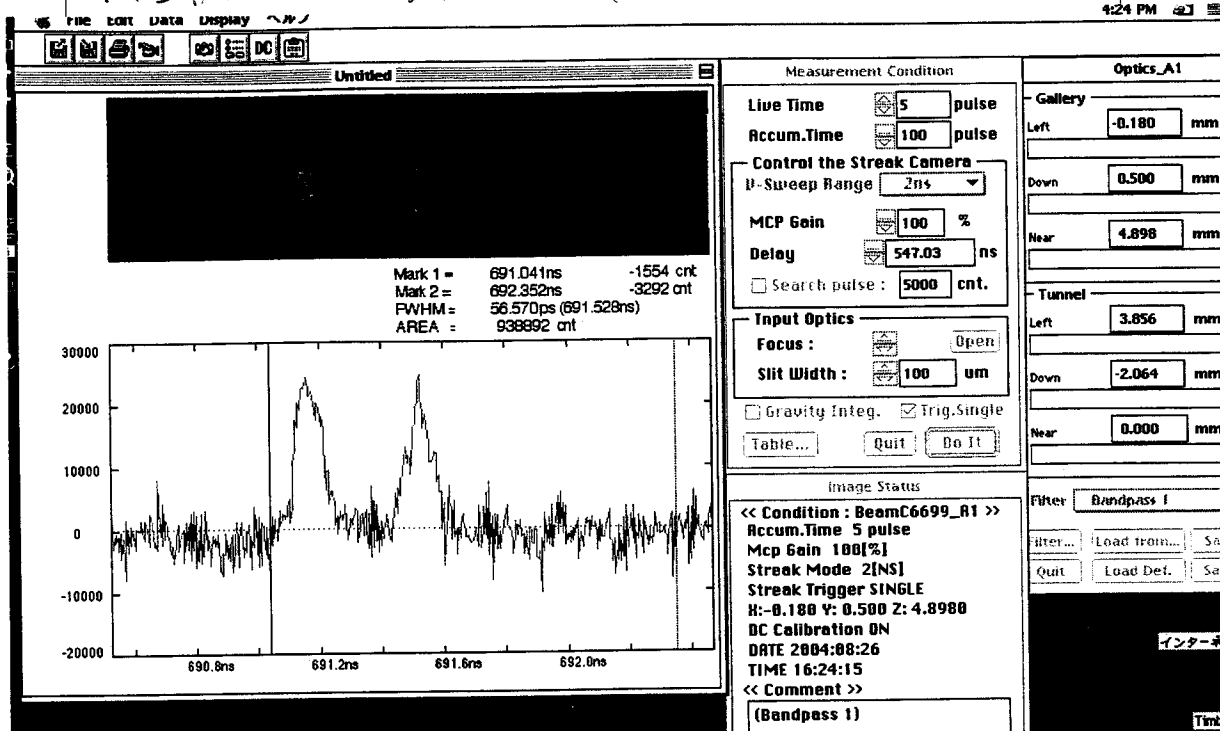 4:24 PM
File Edit Data Display ヘルプ
DC
Untitled
Mark 1 = 691.041ns -1554 cnt
Mark 2 = 692.352ns -3292 cnt
FWHM = 56.570ps (691.528ns)
AREA = 938892 cnt
30000
20000
10000
0
-10000
-20000
690.8ns 691.2ns 691.6ns 692.0ns
Measurement Condition
Live Time 5 pulse
Accum.Time 100 pulse
Control the Streak Camera
V-Sweep Range 2ns
MCP Gain 100 %
Delay 547.03 ns
Search pulse : 5000 cnt.
Input Optics
Focus : Open
Slit Width : 100 um
Gravity Integ. Trig.Single
Table... Quit Do It
Image Status
<< Condition : BeamC6699_A1 >>
Accum.Time 5 pulse
Mcp Gain 100[%]
Streak Mode 2[NS]
Streak Trigger SINGLE
X:-0.180 Y: 0.500 Z: 4.8980
DC Calibration ON
DATE 2004:08:26
TIME 16:24:15
<< Comment >>
(Bandpass 1)
Optics_A1
Gallery
Left -0.180 mm
Down 0.500 mm
Near 4.898 mm
Tunnel
Left 3.856 mm
Down -2.064 mm
Near 0.000 mm
Filter Bandpass 1
Filter... Load from... Sa
Quit Load Def. Sa
インターネ
Timb